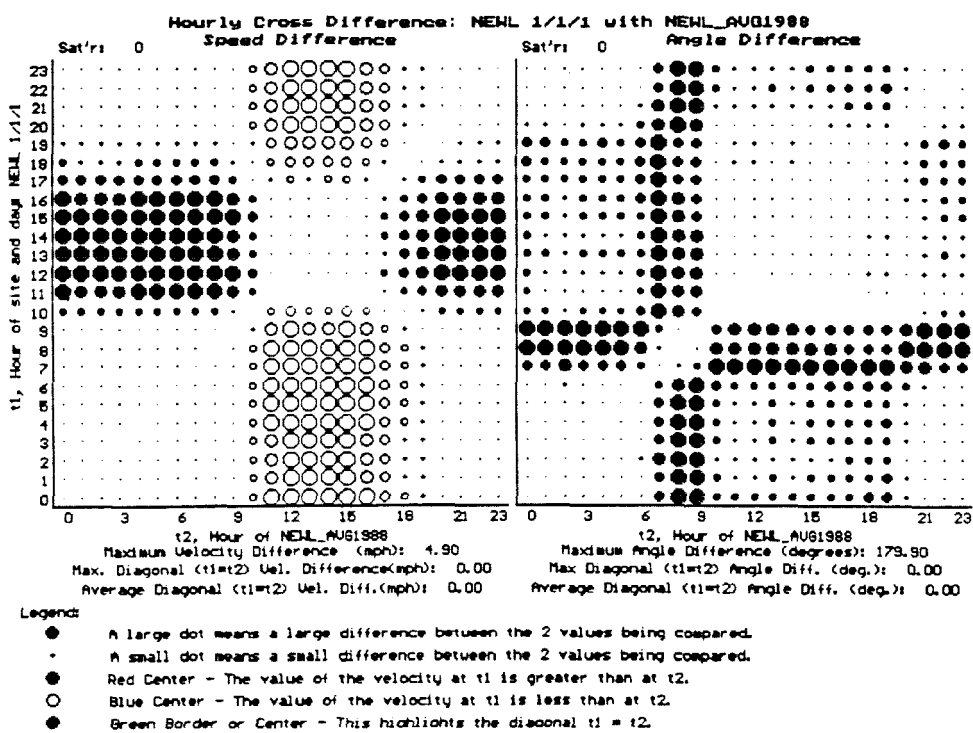 Hourly Cross Difference: NEWL 1/1/1 with NEWL_AVG1988
Sat'r: 0 Speed Difference
Sat'r: 0 Angle Difference
t1, Hour of site and day: NEWL 1/1/1
23
22
21
20
19
18
17
16
15
14
13
12
11
10
9
8
7
6
5
4
3
2
1
0
0 3 6 9 12 15 18 21 23
0 3 6 9 12 15 18 21 23
t2, Hour of NEWL_AVG1988
Maximum Velocity Difference (mph): 4.90
Max. Diagonal (t1=t2) Vel. Difference(mph): 0.00
Average Diagonal (t1=t2) Vel. Diff.(mph): 0.00
t2, Hour of NEWL_AVG1988
Maximum Angle Difference (degrees): 179.90
Max Diagonal (t1=t2) Angle Diff. (deg.): 0.00
Average Diagonal (t1=t2) Angle Diff. (deg.): 0.00
Legend:
A large dot means a large difference between the 2 values being compared.
A small dot means a small difference between the 2 values being compared.
Red Center - The value of the velocity at t1 is greater than at t2.
Blue Center - The value of the velocity at t1 is less than at t2.
Green Border or Center - This highlights the diagonal t1 = t2.